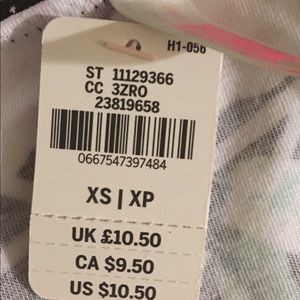 H1-056
ST 11129366
CC 3ZRO
23819658
0667547397484
XS | XP
UK £10.50
CA $9.50
US $10.50